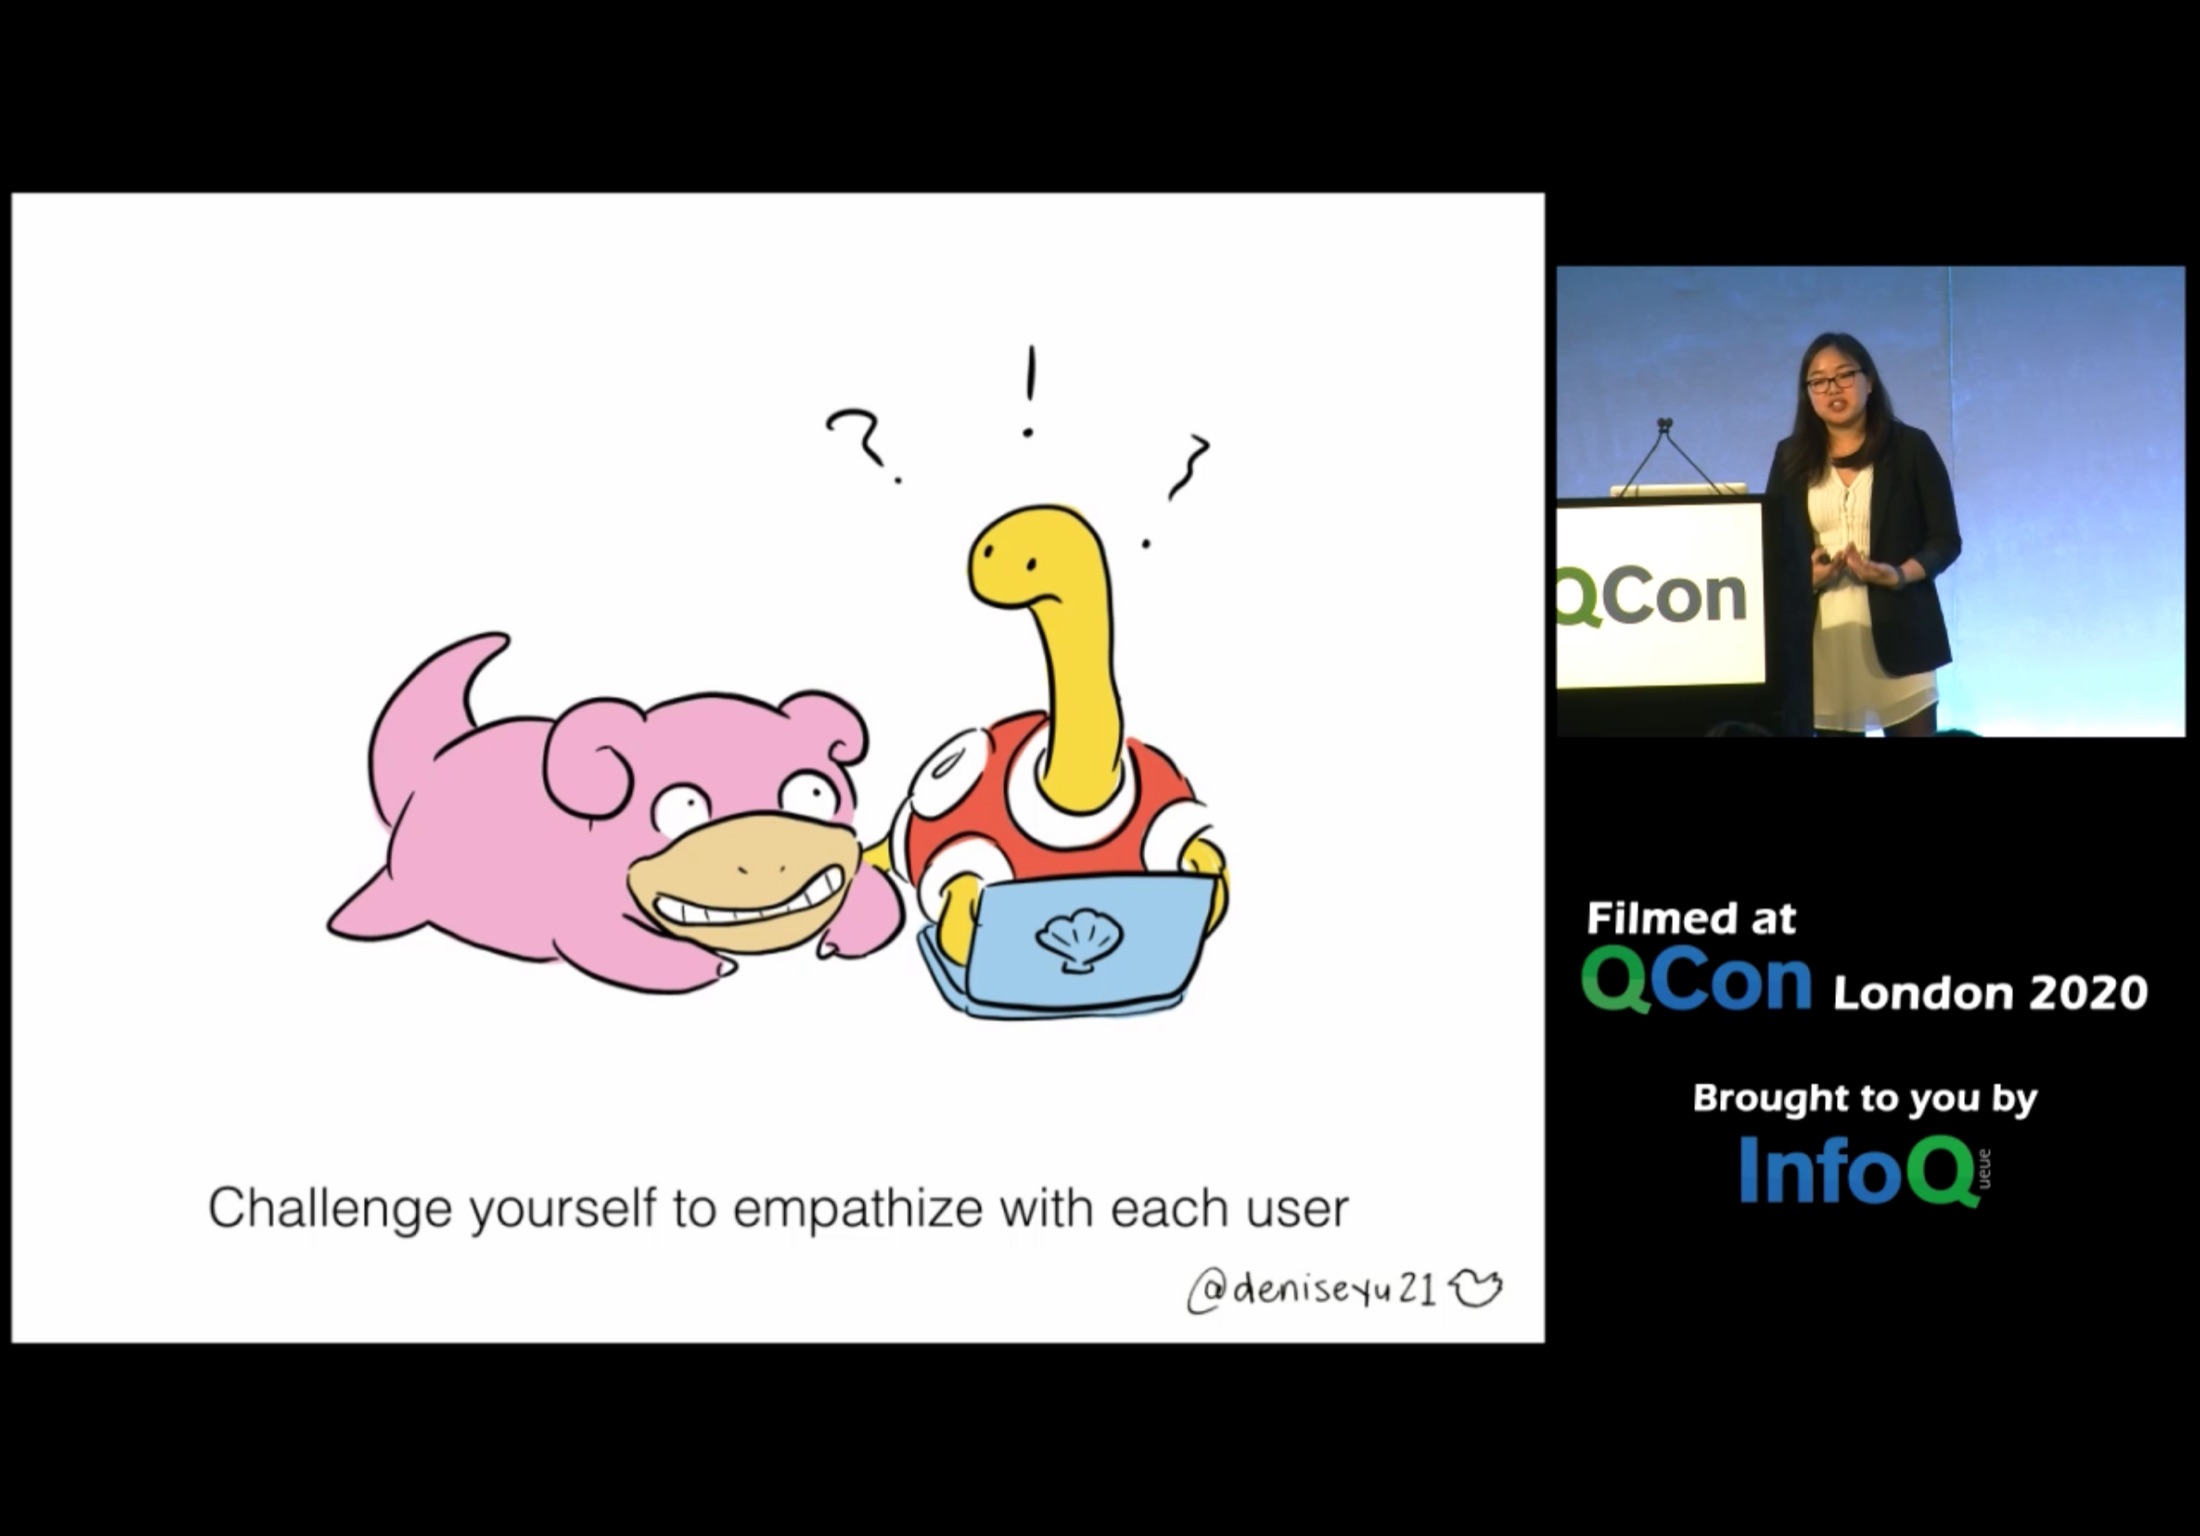 ? ! ?
Challenge yourself to empathize with each user
@deniseyu21
QCon
Filmed at
QCon London 2020
Brought to you by
InfoQ
ueue